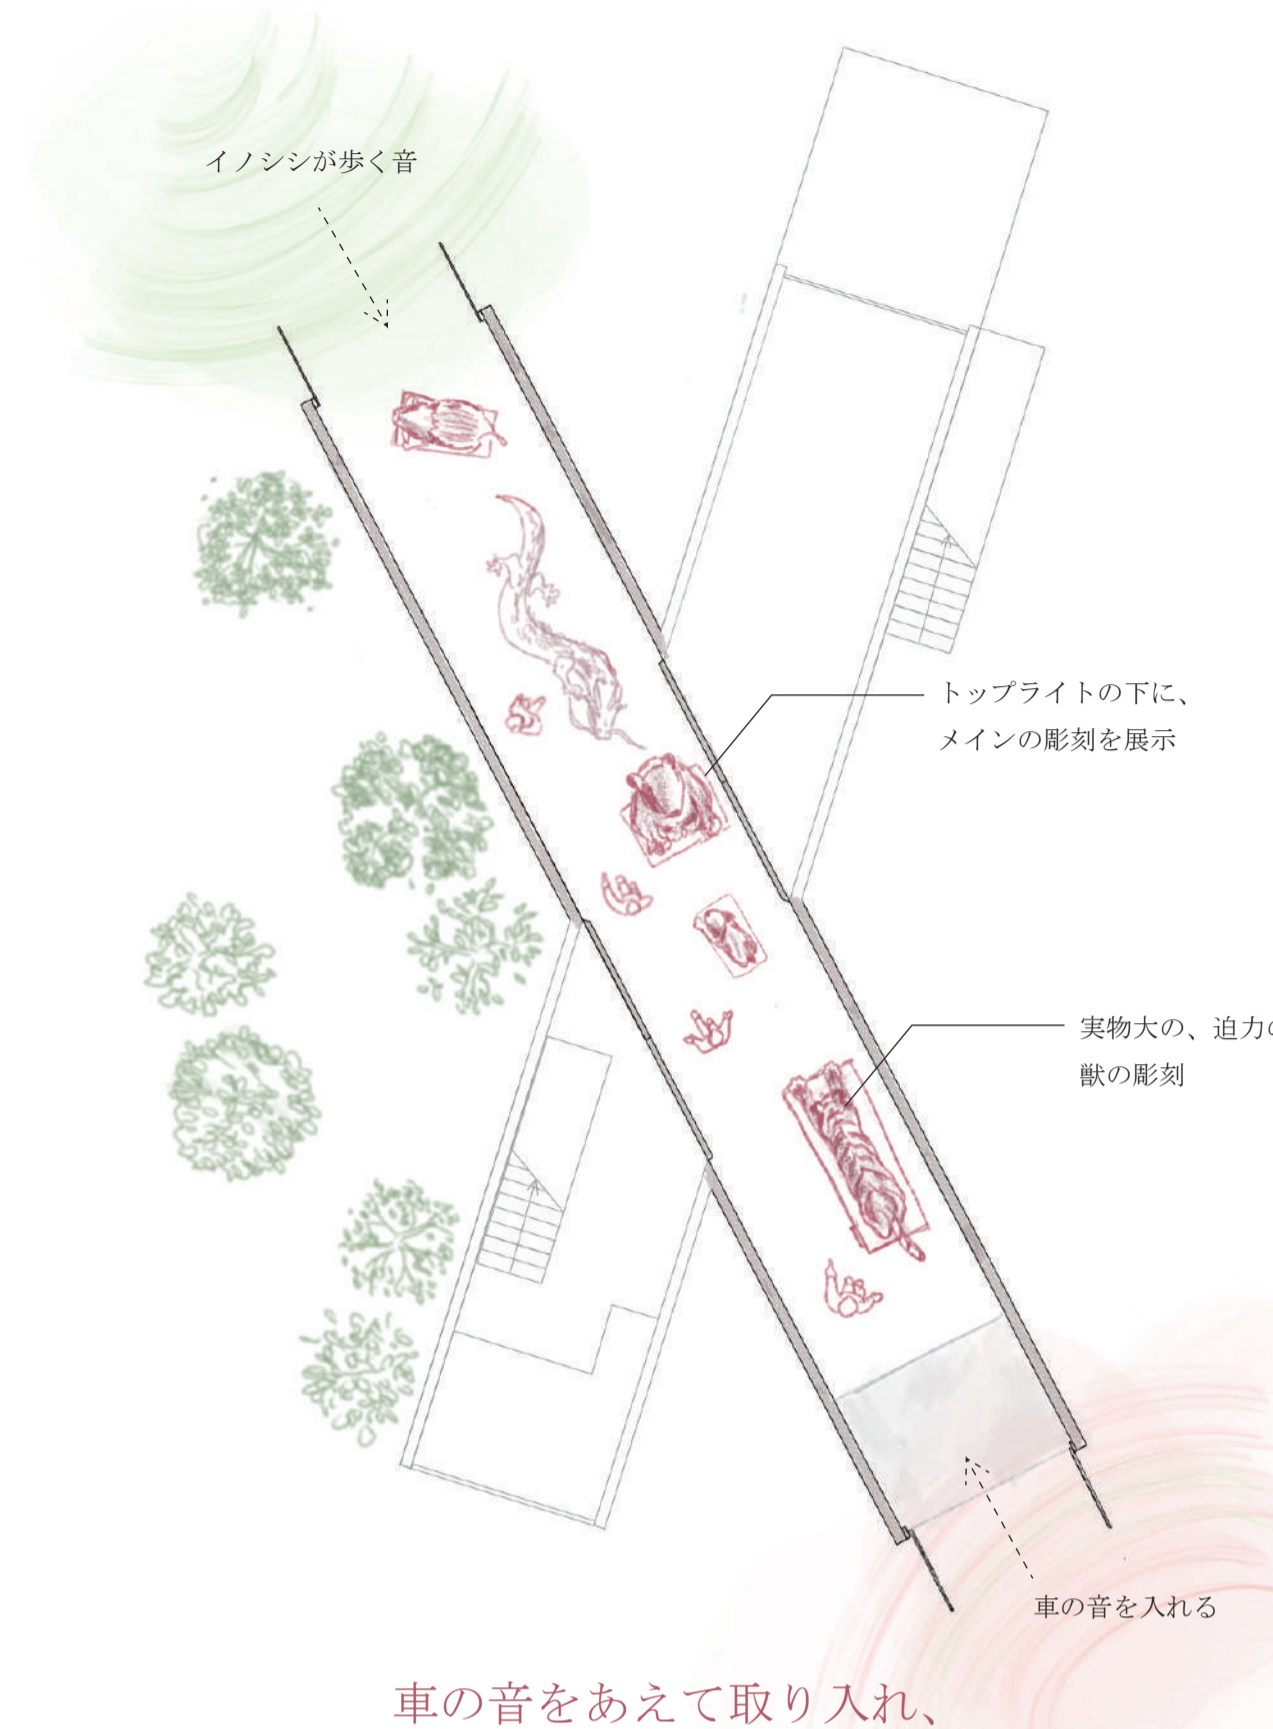 イノシシが歩く音
トップライトの下に、
メインの彫刻を展示
実物大の、迫力
獣の彫刻
車の音を入れる
車の音をあえて取り入れ、